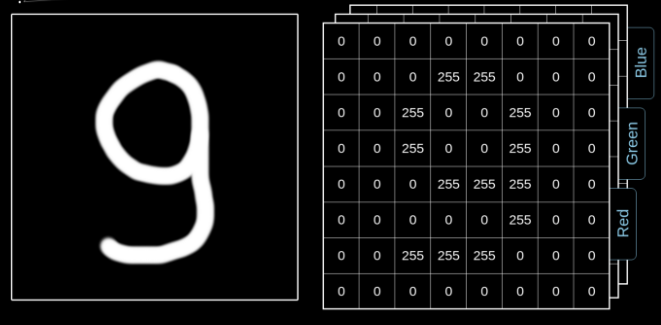 9
0 0 0 0 0 0 0 0
0 0 0 255 255 0 0 0
0 0 255 0 0 255 0 0
0 0 255 0 0 255 0 0
0 0 0 255 255 255 0 0
0 0 0 0 0 255 0 0
0 0 255 255 255 0 0 0
0 0 0 0 0 0 0 0
Blue
Green
Red